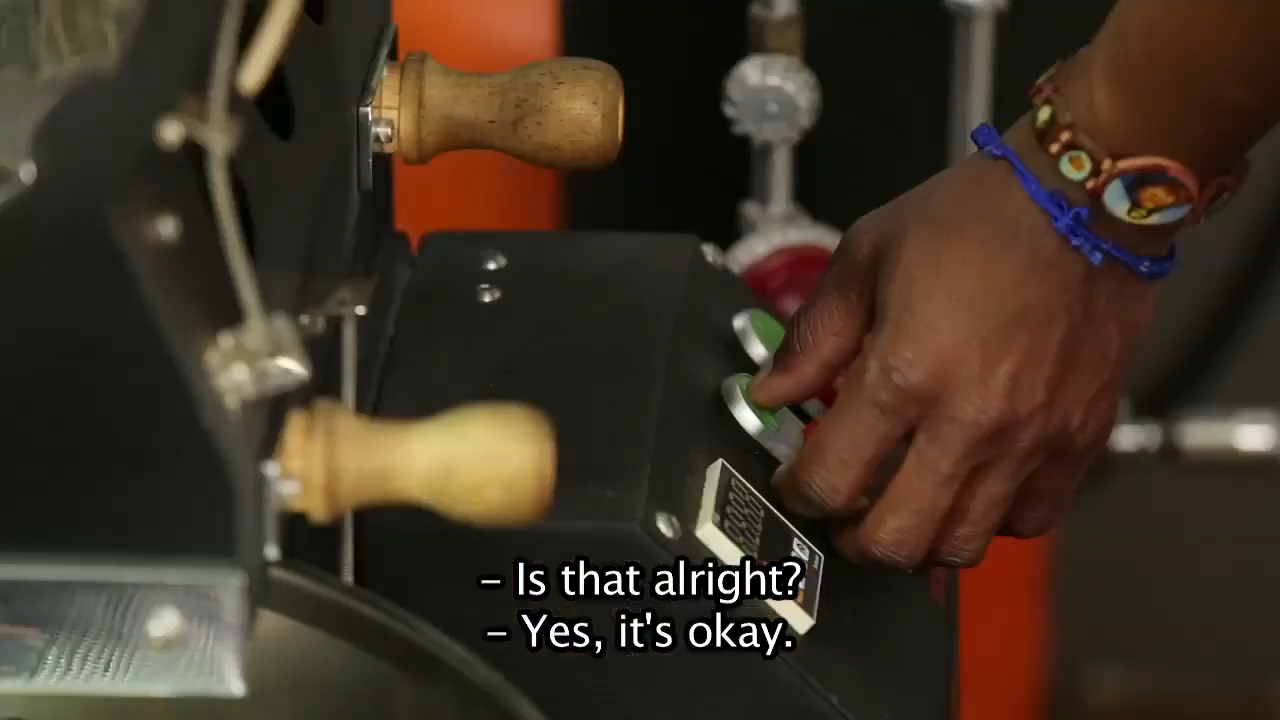 – Is that alright?
– Yes, it's okay.